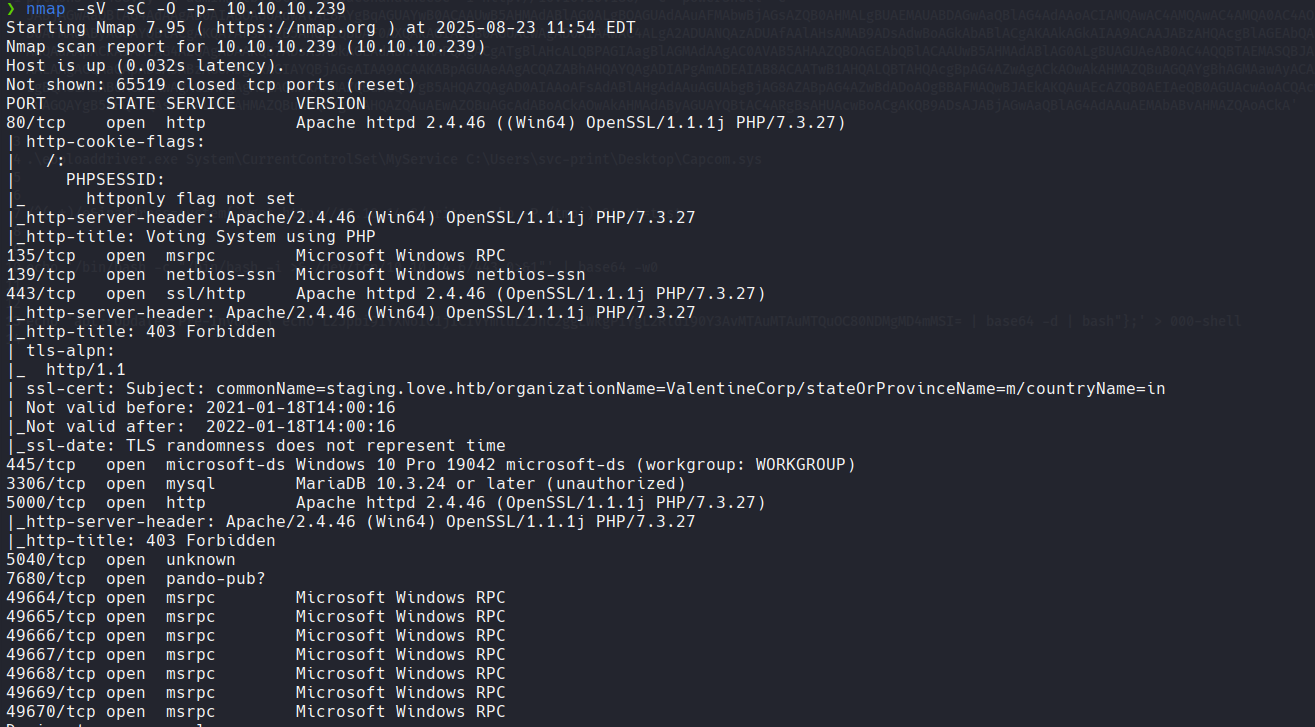 ❯ nmap -sV -sC -O -p- 10.10.10.239
Starting Nmap 7.95 ( https://nmap.org ) at 2025-08-23 11:54 EDT
Nmap scan report for 10.10.10.239 (10.10.10.239)
Host is up (0.032s latency).
Not shown: 65519 closed tcp ports (reset)
PORT      STATE SERVICE      VERSION
80/tcp    open  http         Apache httpd 2.4.46 ((Win64) OpenSSL/1.1.1j PHP/7.3.27)
| http-cookie-flags:
|   /:
|     PHPSESSID:
|_      httponly flag not set
|_http-server-header: Apache/2.4.46 (Win64) OpenSSL/1.1.1j PHP/7.3.27
|_http-title: Voting System using PHP
135/tcp   open  msrpc        Microsoft Windows RPC
139/tcp   open  netbios-ssn  Microsoft Windows netbios-ssn
443/tcp   open  ssl/http     Apache httpd 2.4.46 (OpenSSL/1.1.1j PHP/7.3.27)
|_http-server-header: Apache/2.4.46 (Win64) OpenSSL/1.1.1j PHP/7.3.27
|_http-title: 403 Forbidden
| tls-alpn:
|_  http/1.1
| ssl-cert: Subject: commonName=staging.love.htb/organizationName=ValentineCorp/stateOrProvinceName=m/countryName=in
| Not valid before: 2021-01-18T14:00:16
|_Not valid after:  2022-01-18T14:00:16
|_ssl-date: TLS randomness does not represent time
445/tcp   open  microsoft-ds Windows 10 Pro 19042 microsoft-ds (workgroup: WORKGROUP)
3306/tcp  open  mysql        MariaDB 10.3.24 or later (unauthorized)
5000/tcp  open  http         Apache httpd 2.4.46 (OpenSSL/1.1.1j PHP/7.3.27)
|_http-server-header: Apache/2.4.46 (Win64) OpenSSL/1.1.1j PHP/7.3.27
|_http-title: 403 Forbidden
5040/tcp  open  unknown
7680/tcp  open  pando-pub?
49664/tcp open  msrpc        Microsoft Windows RPC
49665/tcp open  msrpc        Microsoft Windows RPC
49666/tcp open  msrpc        Microsoft Windows RPC
49667/tcp open  msrpc        Microsoft Windows RPC
49668/tcp open  msrpc        Microsoft Windows RPC
49669/tcp open  msrpc        Microsoft Windows RPC
49670/tcp open  msrpc        Microsoft Windows RPC